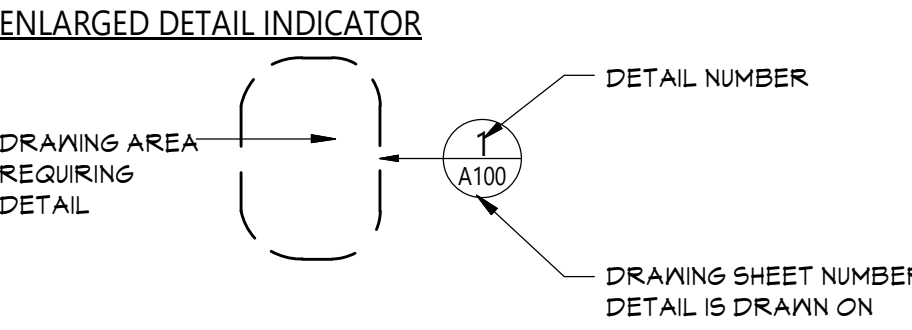 ENLARGED DETAIL INDICATOR
DETAIL NUMBER
DRAWING AREA
REQUIRING
DETAIL
1
A100
DRAWING SHEET NUMBER
DETAIL IS DRAWN ON